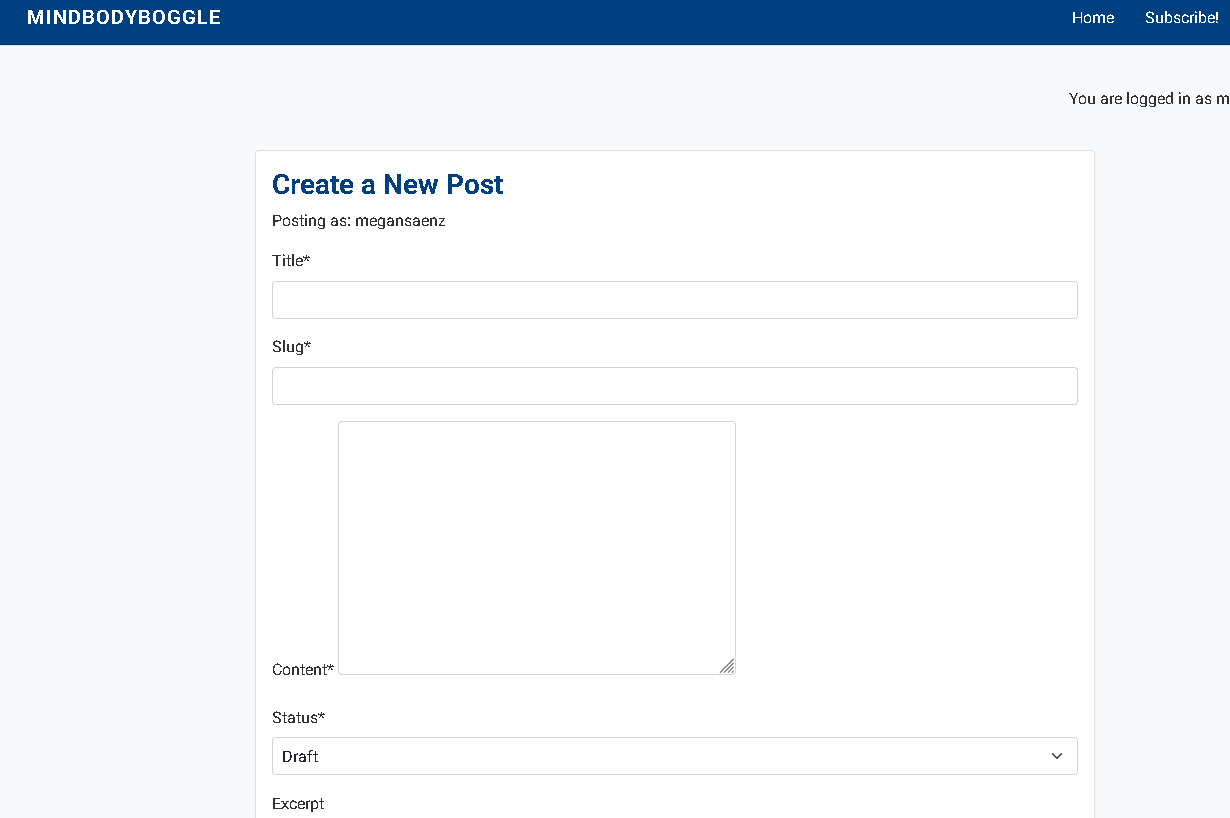 MINDBODYBOGGLE Home Subscribe!
You are logged in as m
Create a New Post
Posting as: megansaenz
Title*
Slug*
Content*
Status*
Draft
Excerpt